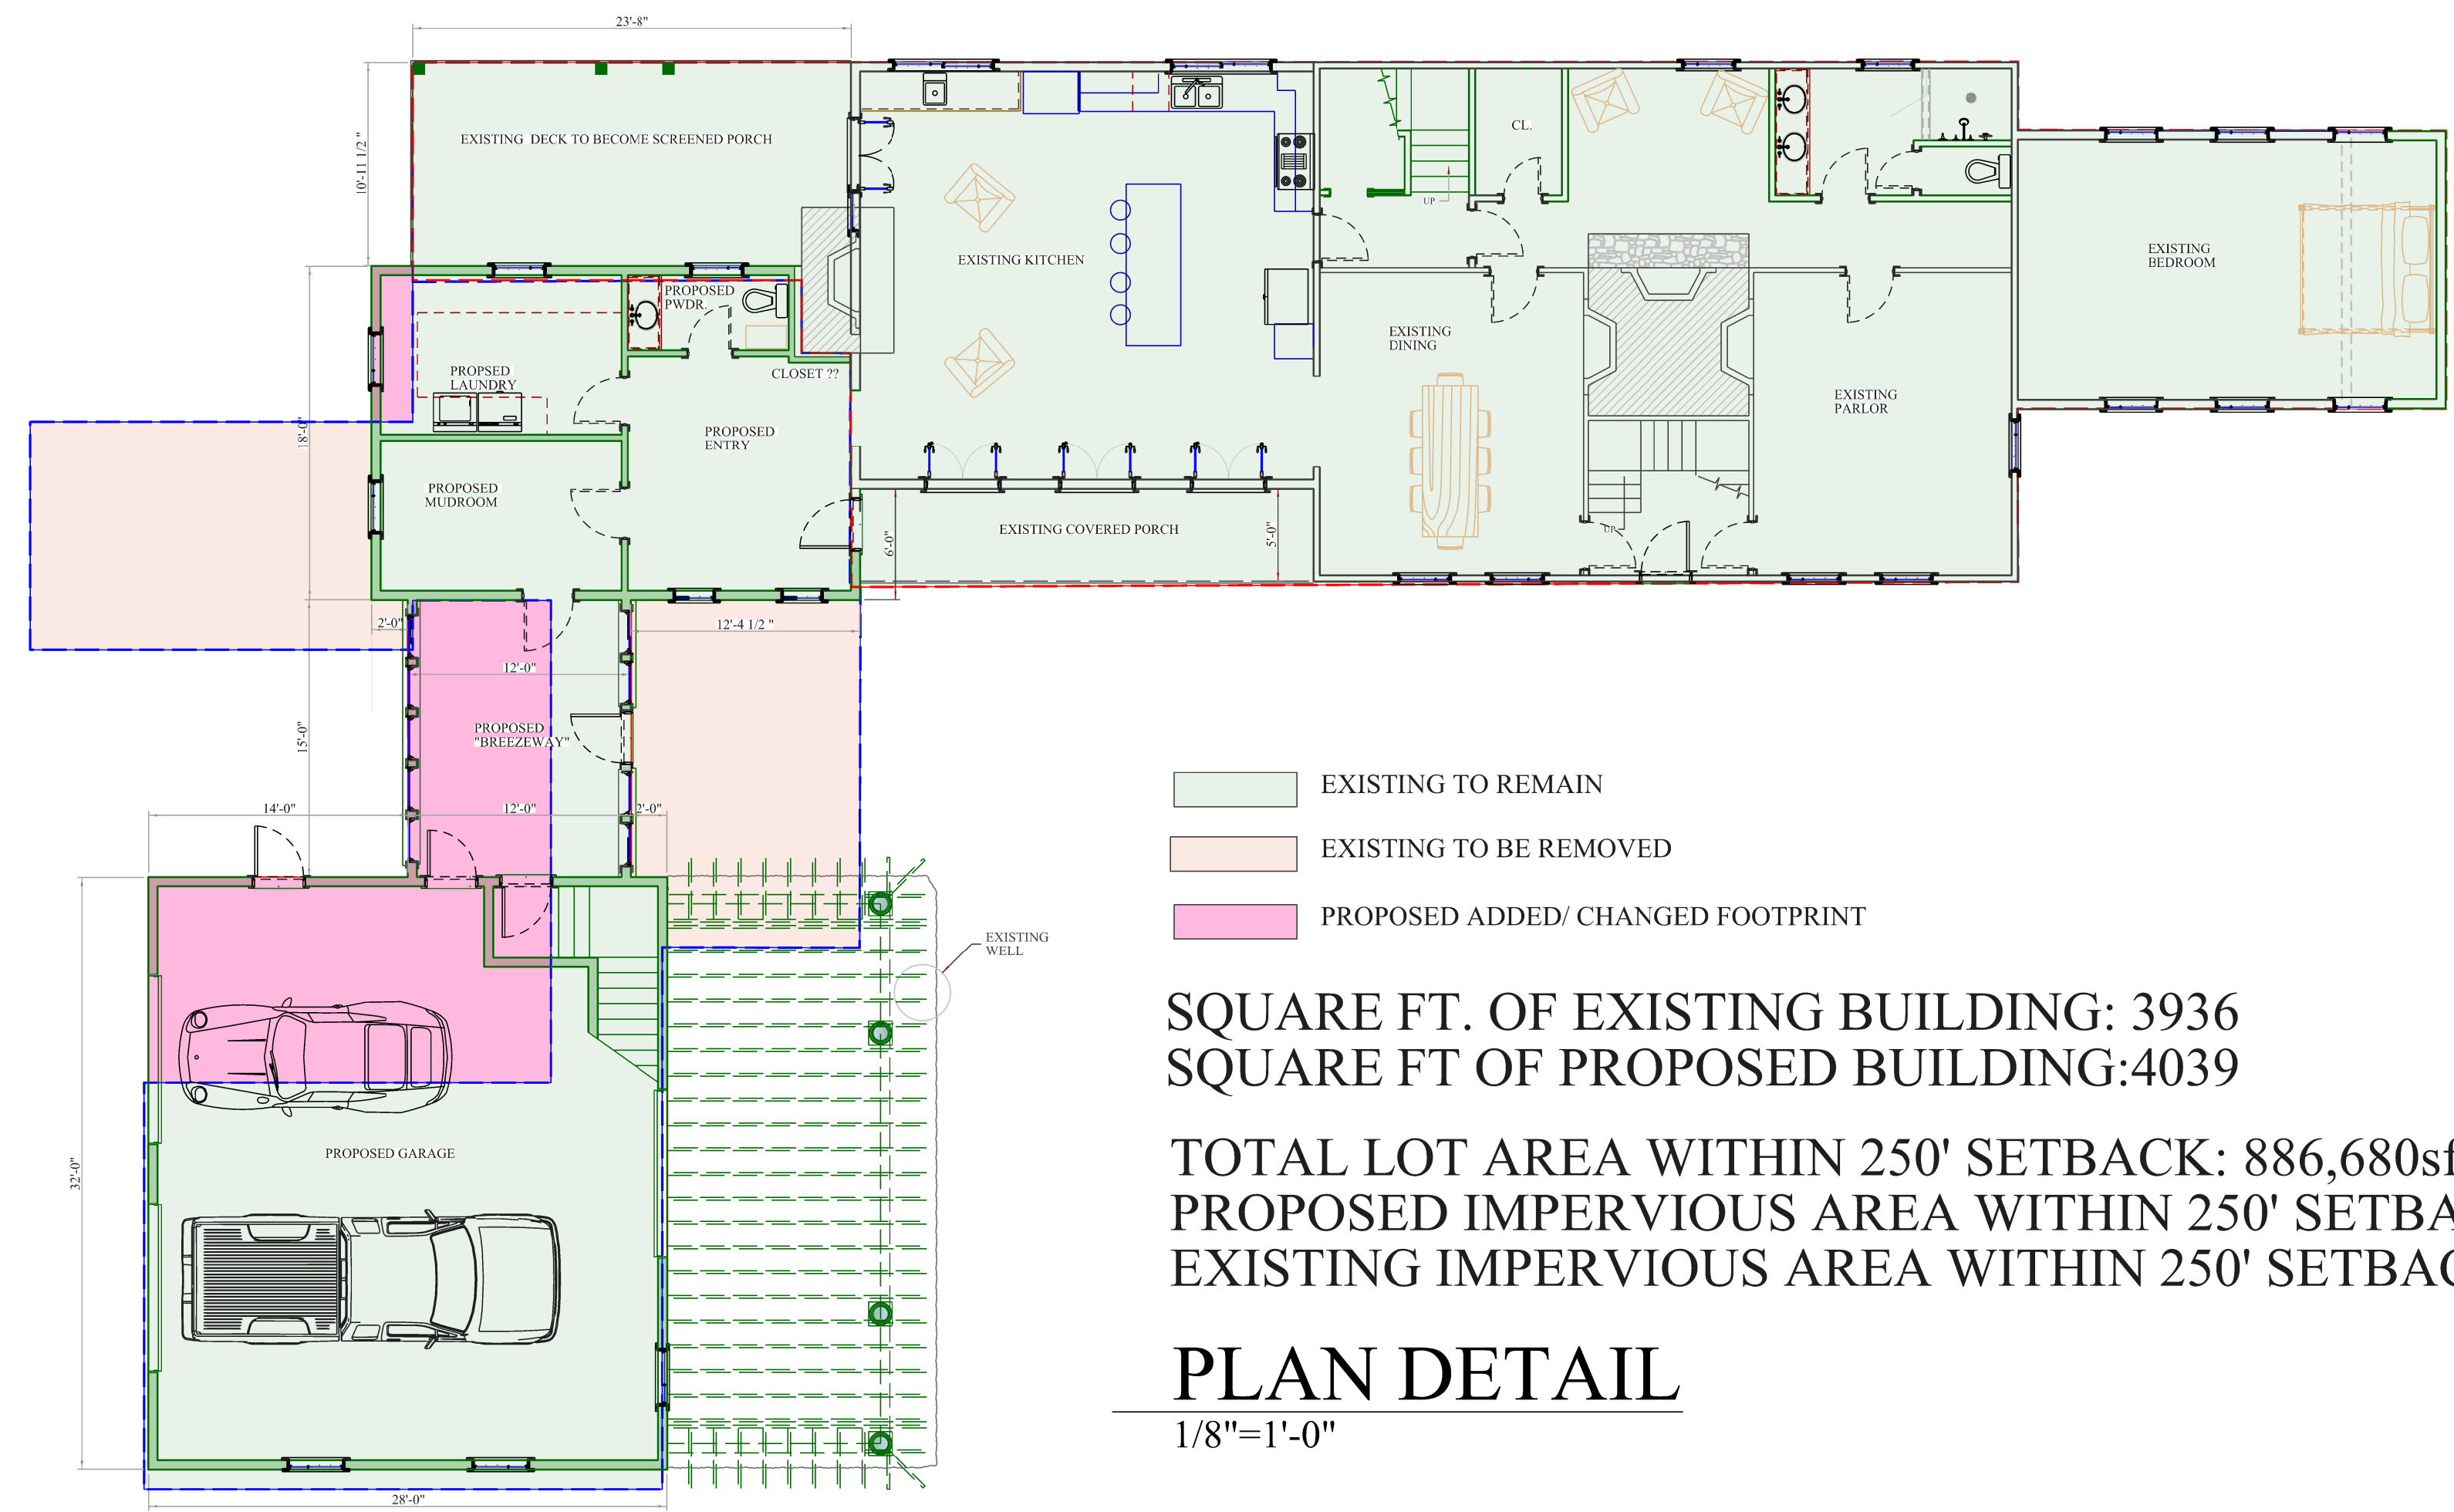 23'-8"
10'-11 1/2 "
EXISTING DECK TO BECOME SCREENED PORCH
CL.
UP
EXISTING KITCHEN
EXISTING
BEDROOM
PROPOSED
PWDR.
EXISTING
DINING
CLOSET ??
PROPSED
LAUNDRY
EXISTING
PARLOR
18'-0"
PROPOSED
ENTRY
PROPOSED
MUDROOM
EXISTING COVERED PORCH
6'-0"
5'-0"
UP
2'-0"
12'-4 1/2 "
12'-0"
PROPOSED
"BREEZEWAY"
15'-0"
14'-0"
12'-0"
2'-0"
EXISTING TO REMAIN
EXISTING TO BE REMOVED
PROPOSED ADDED/ CHANGED FOOTPRINT
EXISTING
WELL
SQUARE FT. OF EXISTING BUILDING: 3936
SQUARE FT OF PROPOSED BUILDING:4039
PROPOSED GARAGE
32'-0"
TOTAL LOT AREA WITHIN 250' SETBACK: 886,680sf
PROPOSED IMPERVIOUS AREA WITHIN 250' SETBA
EXISTING IMPERVIOUS AREA WITHIN 250' SETBAC
PLAN DETAIL
1/8"=1'-0"
28'-0"